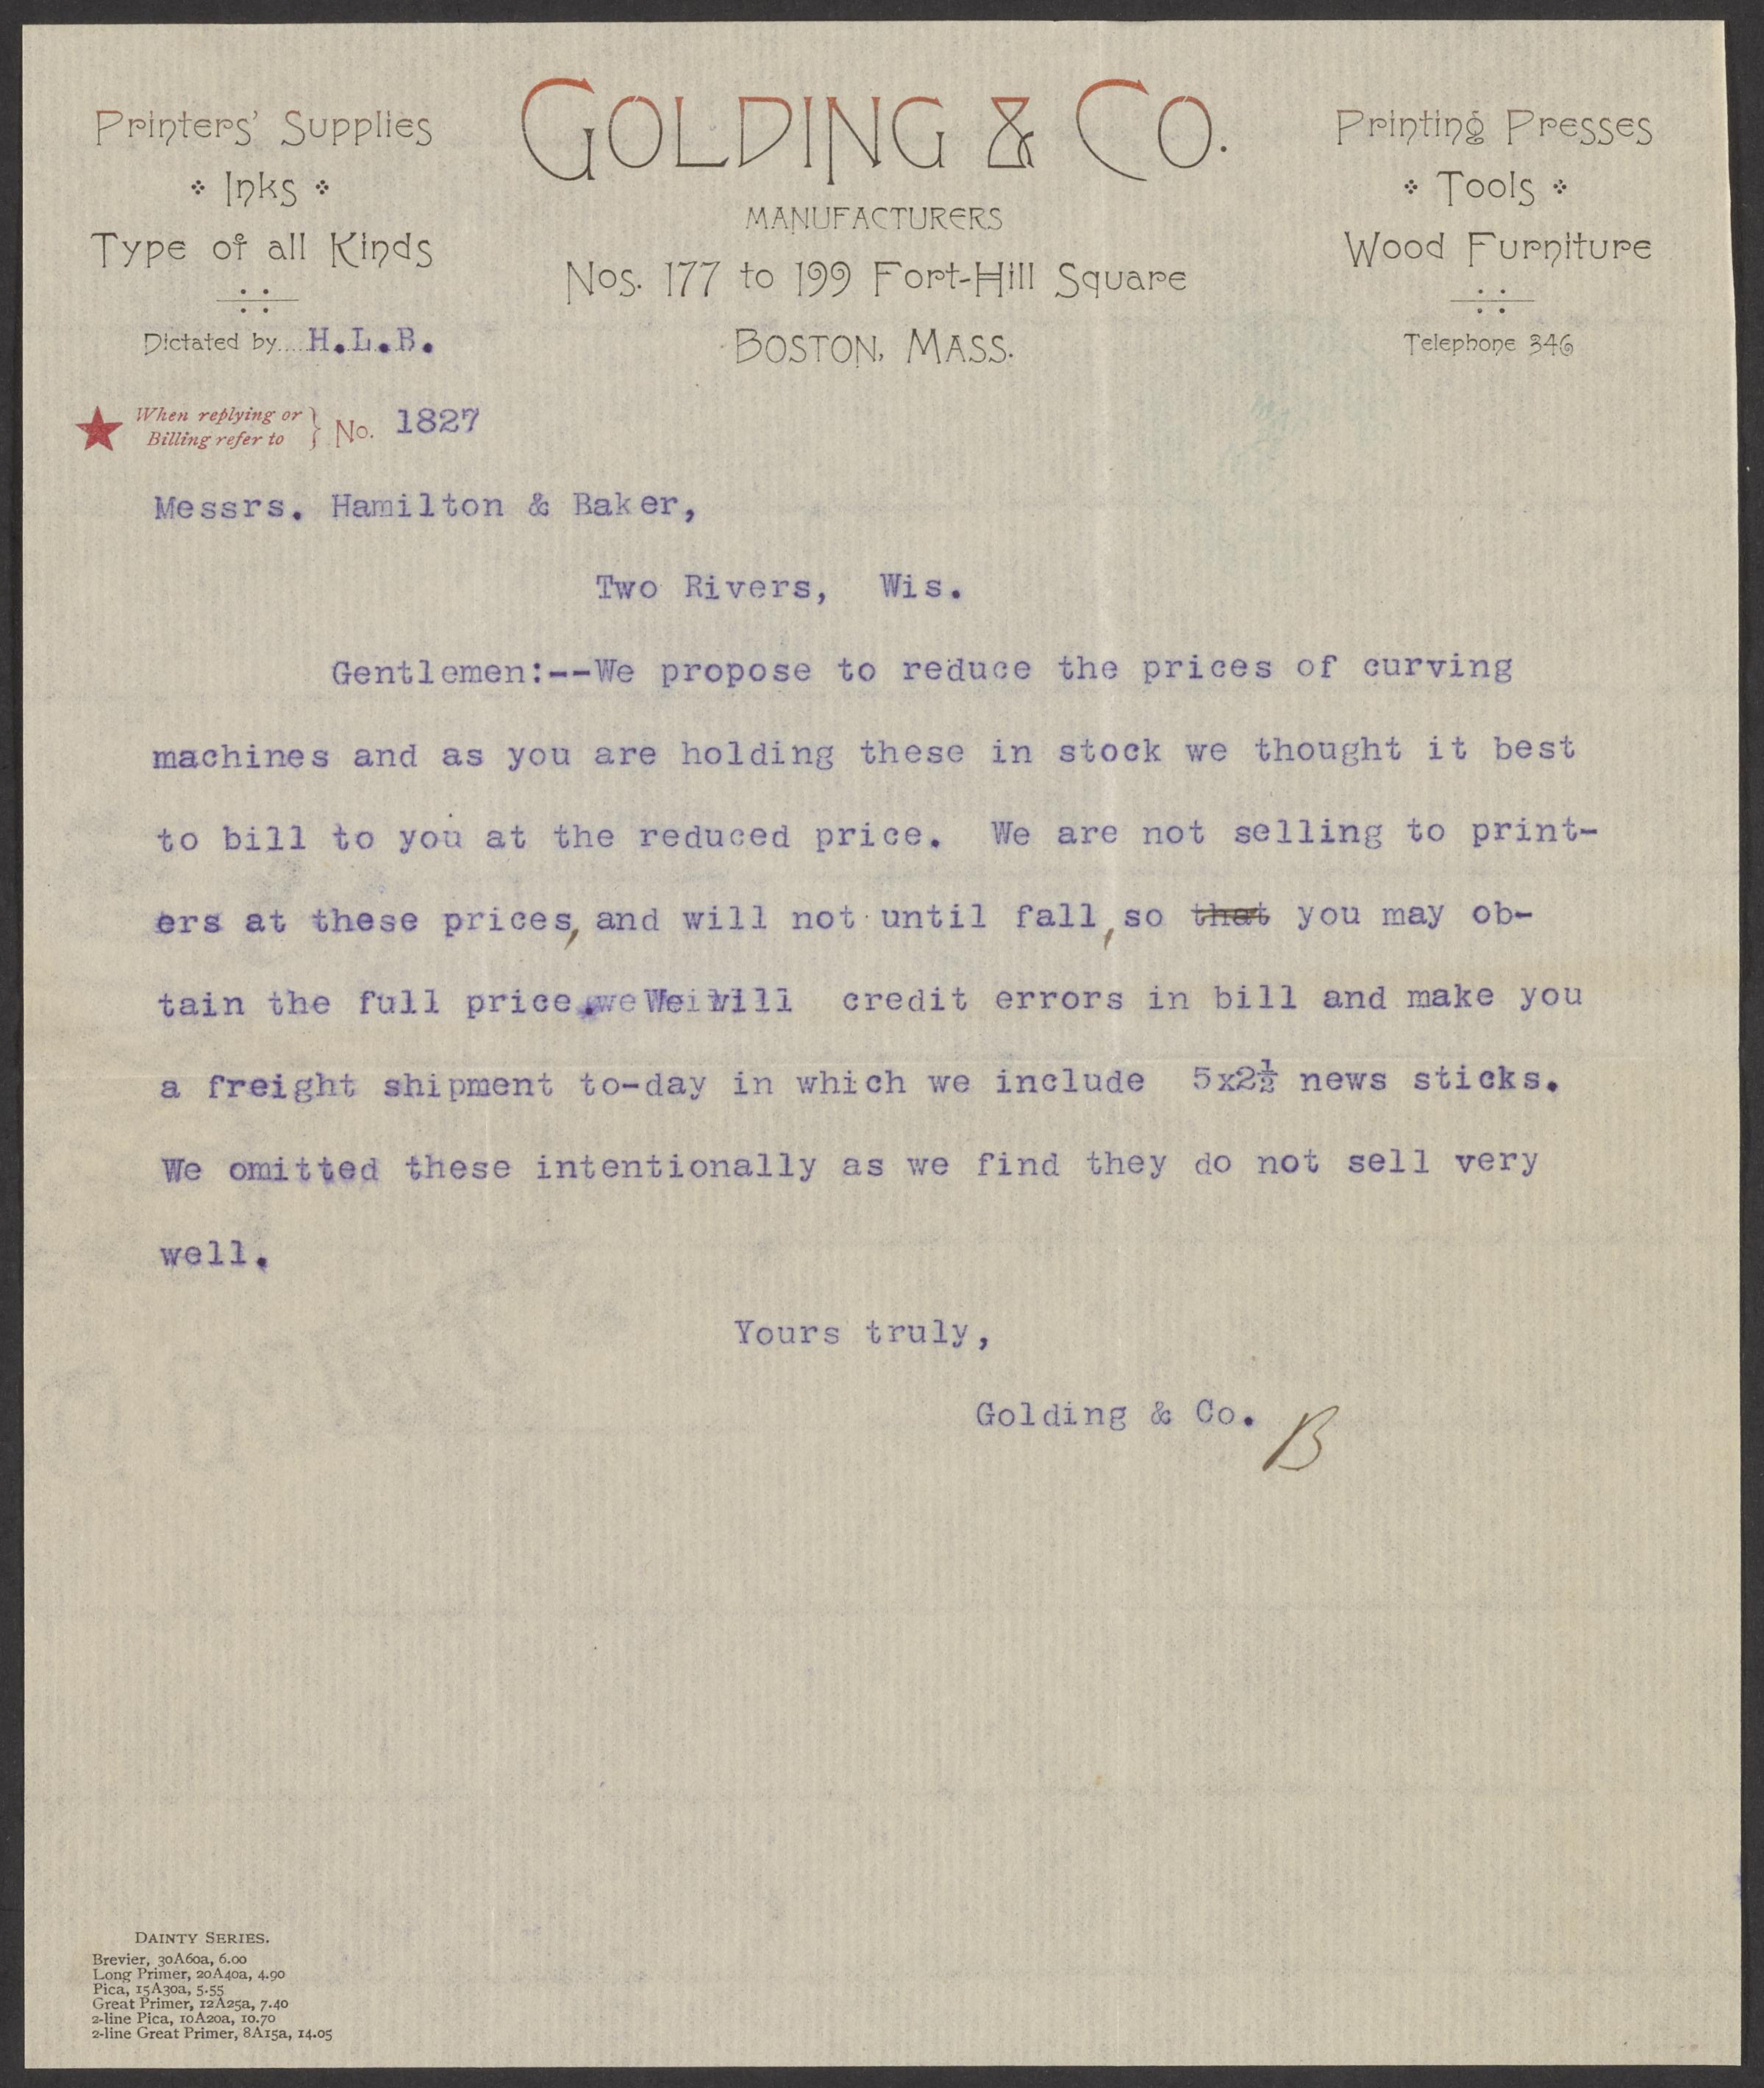 Printers' Supplies
Inks
Type of all Kinds
Dictated by....H.L.B.
GOLDING & CO.
MANUFACTURERS
Nos. 177 to 199 Fort-Hill Square
BOSTON, MASS.
Printing Presses
Tools
Wood Furniture
Telephone 346
When replying or
Billing refer to } No. 1827
Messrs. Hamilton & Baker,
Two Rivers, Wis.
Gentlemen:--We propose to reduce the prices of curving
machines and as you are holding these in stock we thought it best
to bill to you at the reduced price. We are not selling to print-
ers at these prices, and will not until fall, so that you may ob-
tain the full price. We will credit errors in bill and make you
a freight shipment to-day in which we include 5x2½ news sticks.
We omitted these intentionally as we find they do not sell very
well.
Yours truly,
Golding & Co. B
DAINTY SERIES.
Brevier, 30A60a, 6.00
Long Primer, 20A40a, 4.90
Pica, 15A30a, 5.55
Great Primer, 12A25a, 7.40
2-line Pica, 10A20a, 10.70
2-line Great Primer, 8A15a, 14.05